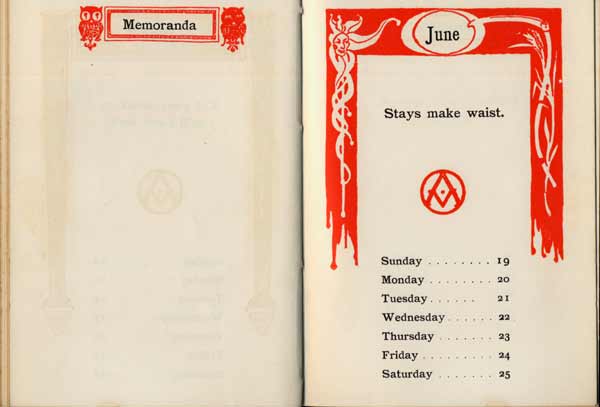 Memoranda
June
Stays make waist.
Sunday . . . . . . . . 19
Monday . . . . . . . . 20
Tuesday . . . . . . 21
Wednesday . . . . . . 22
Thursday . . . . . . . 23
Friday . . . . . . . . . 24
Saturday . . . . . . . 25